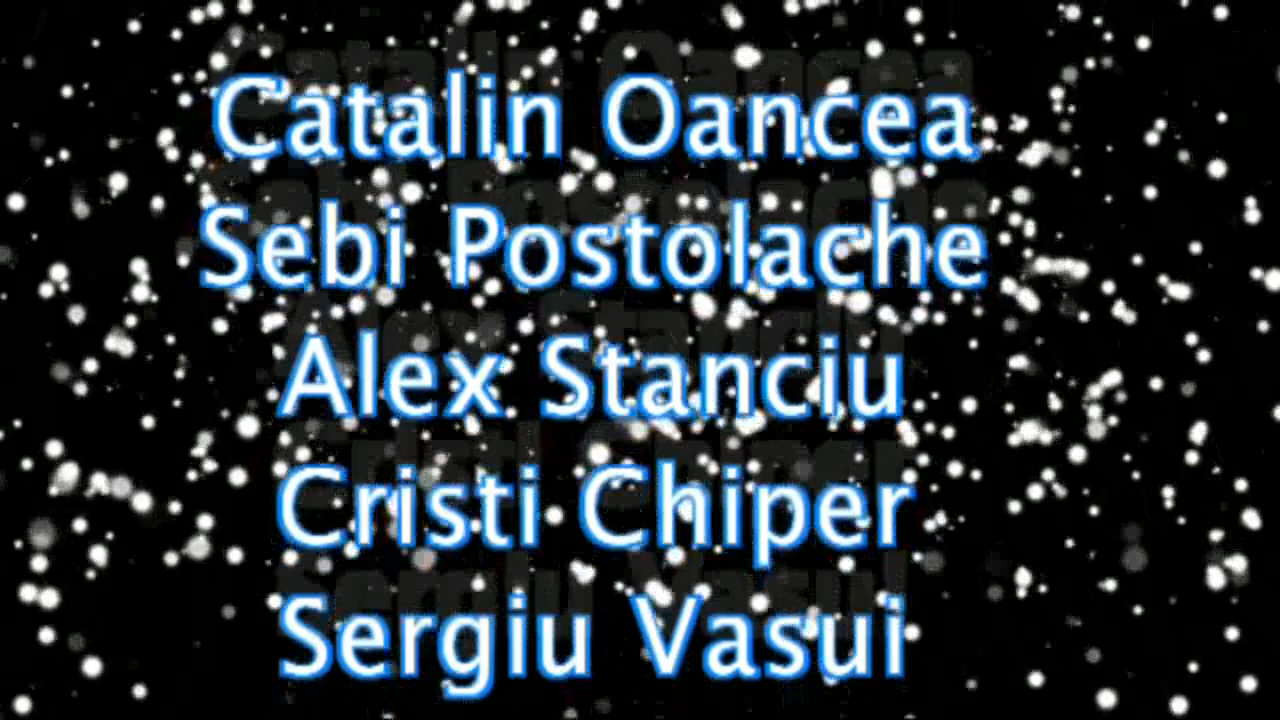 Catalin Oancea
Sebi Postolache
Alex Stanciu
Cristi Chiper
Sergiu Vasui